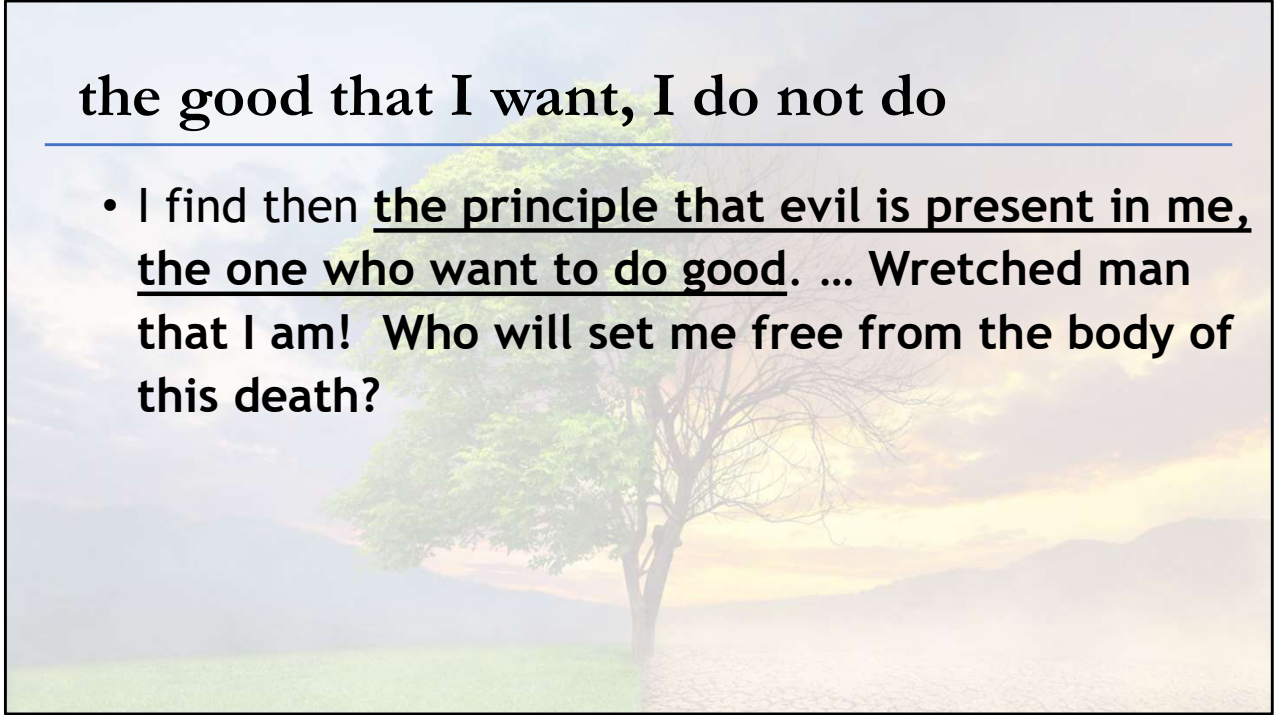 the good that I want, I do not do
• I find then the principle that evil is present in me,
the one who want to do good. … Wretched man
that I am!  Who will set me free from the body of
this death?